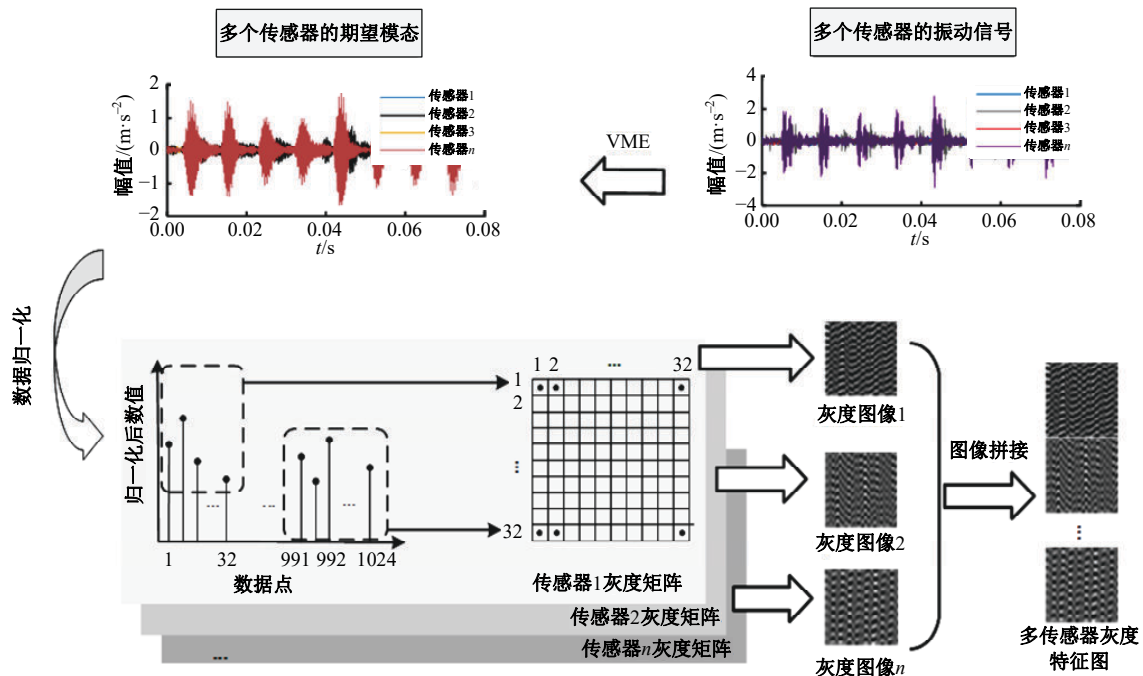 多个传感器的期望模态
多个传感器的振动信号
2
1
0
−1
−2
幅值/(m·s⁻²)
传感器1
传感器2
传感器3
传感器n
0.00 0.02 0.04 0.06 0.08
t/s
VME
4
2
0
−2
−4
幅值/(m·s⁻²)
传感器1
传感器2
传感器3
传感器n
0.00 0.02 0.04 0.06 0.08
t/s
数据归一化
归一化后数值
... ... ...
1 32 991 992 1024
数据点
1 2 ... 32
1
2
...
32
传感器1灰度矩阵
传感器2灰度矩阵
传感器n灰度矩阵
...
灰度图像1
灰度图像2
灰度图像n
图像拼接
...
多传感器灰度
特征图